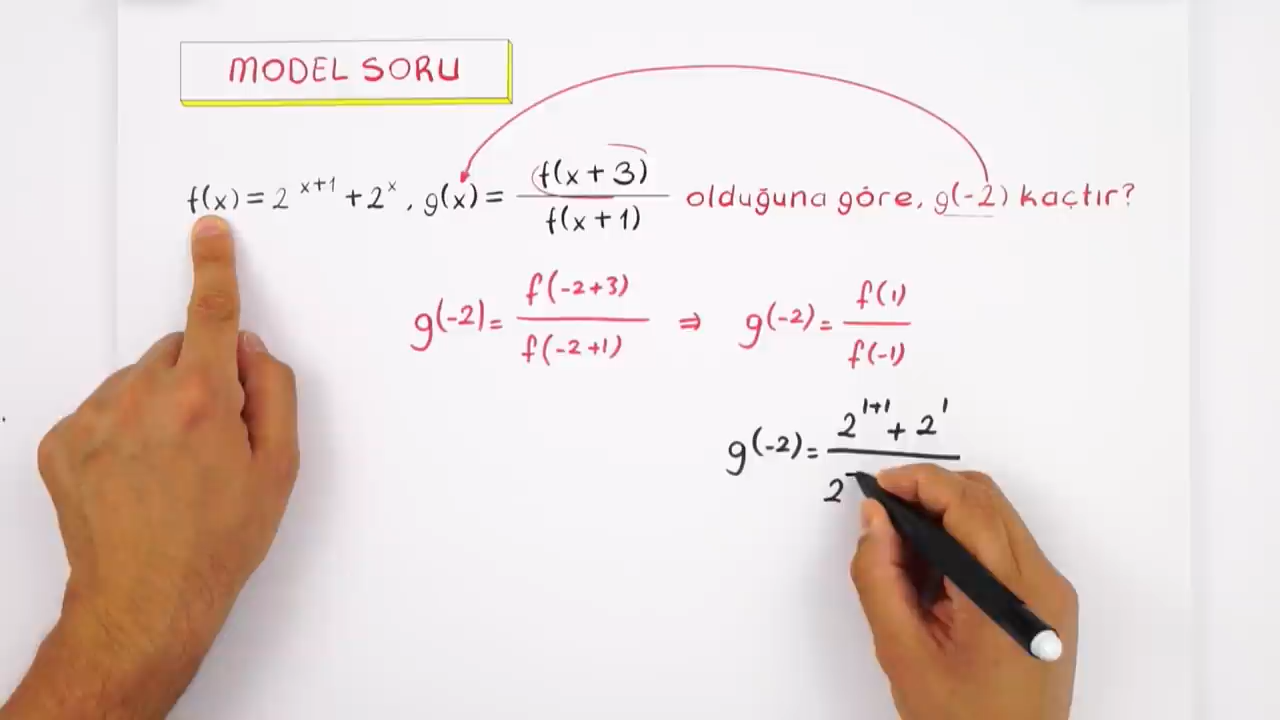 MODEL SORU
f(x) = 2^(x+1) + 2^x , g(x) = f(x + 3) / f(x + 1) olduğuna göre, g(-2) kaçtır?
g(-2) = f(-2+3) / f(-2+1) ⇒ g(-2) = f(1) / f(-1)
g(-2) = 2^(1+1) + 2^1 / 2^-